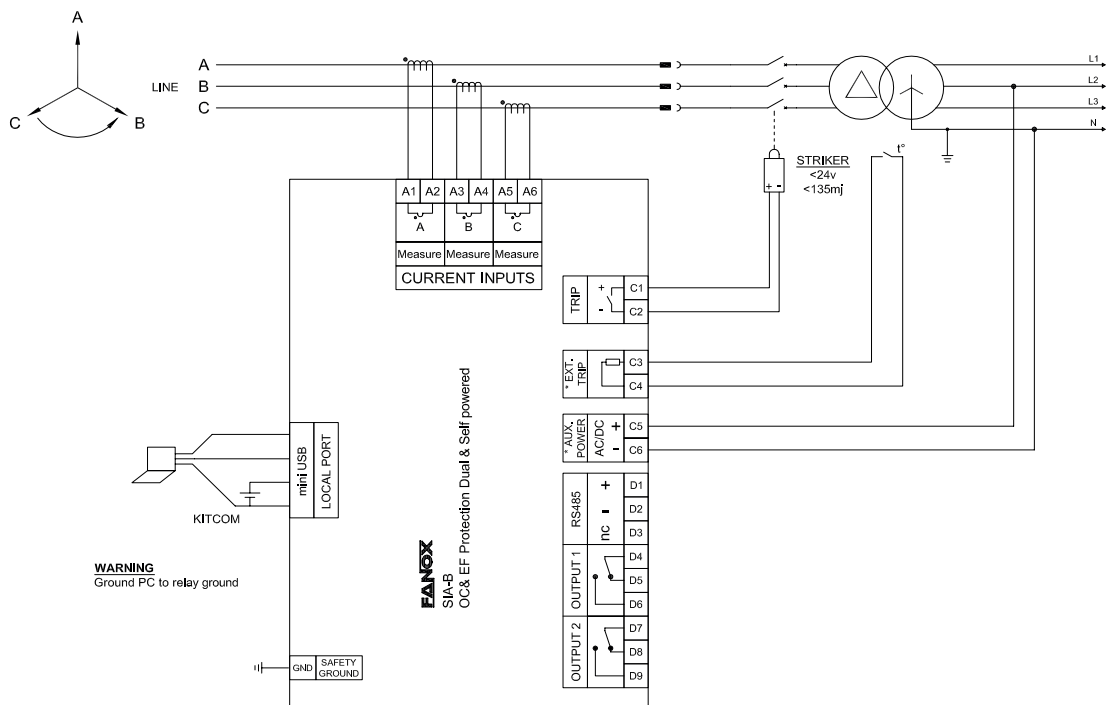 A
C
B
LINE
A
B
C
L1
L2
L3
N
STRIKER
<24v
<135mj
+ -
t°
A1 A2 A3 A4 A5 A6
A B C
Measure Measure Measure
CURRENT INPUTS
TRIP
+
-
C1
C2
* EXT.
TRIP
C3
C4
* AUX.
POWER
AC/DC
+
-
C5
C6
RS485
+
-
nc
D1
D2
D3
OUTPUT 1
D4
D5
D6
OUTPUT 2
D7
D8
D9
mini USB
LOCAL PORT
KITCOM
WARNING
Ground PC to relay ground
FANOX
SIA-B
OC& EF Protection Dual & Self powered
GND
SAFETY
GROUND